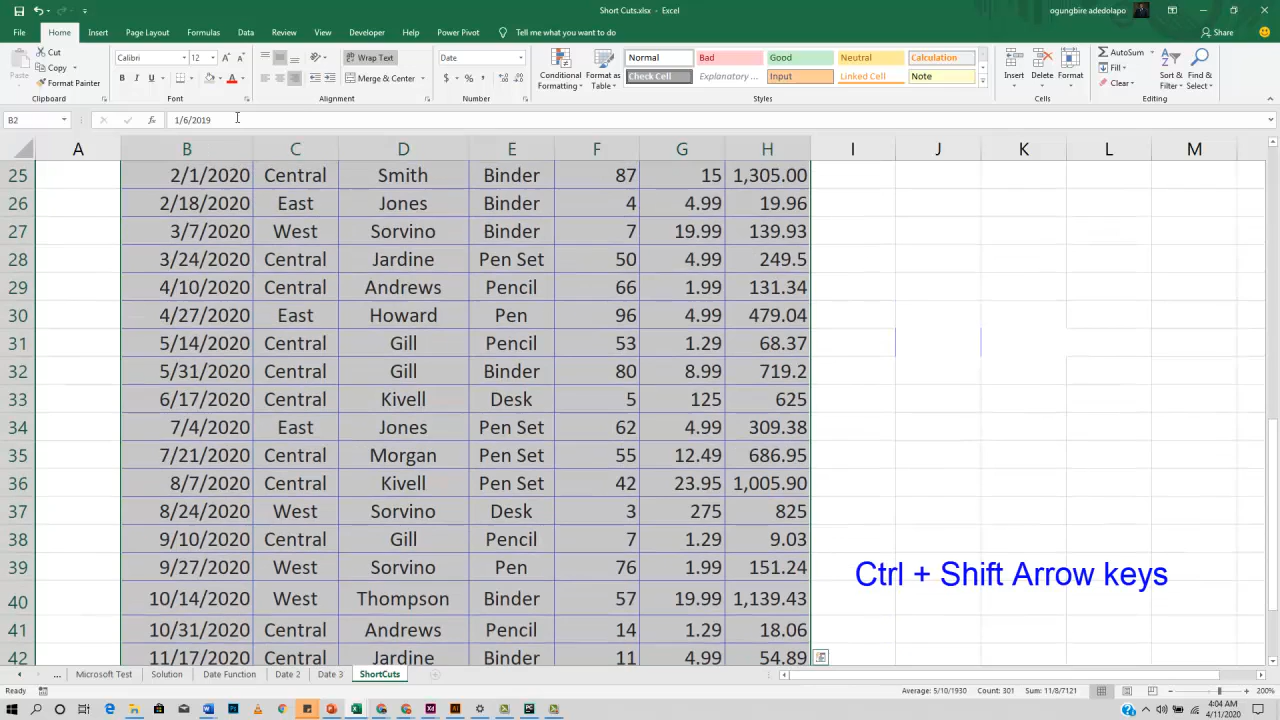 Short Cuts.xlsx - Excel
ogungbire adedolapo
File Home Insert Page Layout Formulas Data Review View Developer Help Power Pivot Tell me what you want to do Share
Paste
Cut
Copy
Format Painter
Clipboard
Calibri 12
B I U
Font
Wrap Text
Merge & Center
Alignment
Date
Number
Conditional Formatting
Format as Table
Normal Bad Good Neutral Calculation
Check Cell Explanatory ... Input Linked Cell Note
Styles
Insert Delete Format
Cells
AutoSum
Fill
Clear
Sort & Filter
Find & Select
Editing
B2 fx 1/6/2019
A B C D E F G H I J K L M
25 2/1/2020 Central Smith Binder 87 15 1,305.00
26 2/18/2020 East Jones Binder 4 4.99 19.96
27 3/7/2020 West Sorvino Binder 7 19.99 139.93
28 3/24/2020 Central Jardine Pen Set 50 4.99 249.5
29 4/10/2020 Central Andrews Pencil 66 1.99 131.34
30 4/27/2020 East Howard Pen 96 4.99 479.04
31 5/14/2020 Central Gill Pencil 53 1.29 68.37
32 5/31/2020 Central Gill Binder 80 8.99 719.2
33 6/17/2020 Central Kivell Desk 5 125 625
34 7/4/2020 East Jones Pen Set 62 4.99 309.38
35 7/21/2020 Central Morgan Pen Set 55 12.49 686.95
36 8/7/2020 Central Kivell Pen Set 42 23.95 1,005.90
37 8/24/2020 West Sorvino Desk 3 275 825
38 9/10/2020 Central Gill Pencil 7 1.29 9.03
39 9/27/2020 West Sorvino Pen 76 1.99 151.24
Ctrl + Shift Arrow keys
40 10/14/2020 West Thompson Binder 57 19.99 1,139.43
41 10/31/2020 Central Andrews Pencil 14 1.29 18.06
42 11/17/2020 Central Jardine Binder 11 4.99 54.89
... Microsoft Test Solution Date Function Date 2 Date 3 ShortCuts
Ready Average: 5/10/1930 Count: 301 Sum: 11/8/7121 200%
4:04 AM
4/11/2020